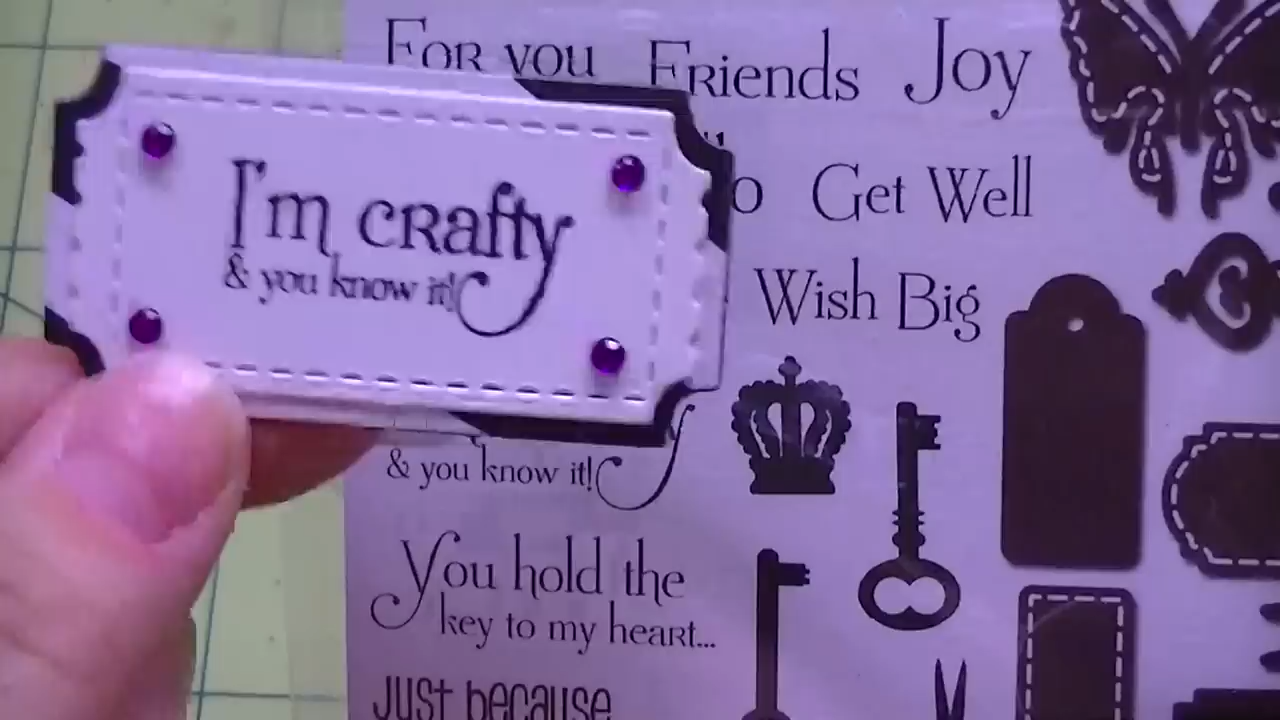 For you Friends Joy
Get Well
I'm crafty
& you know it!
Wish Big
& you know it!
You hold the
key to my heart...
Just because